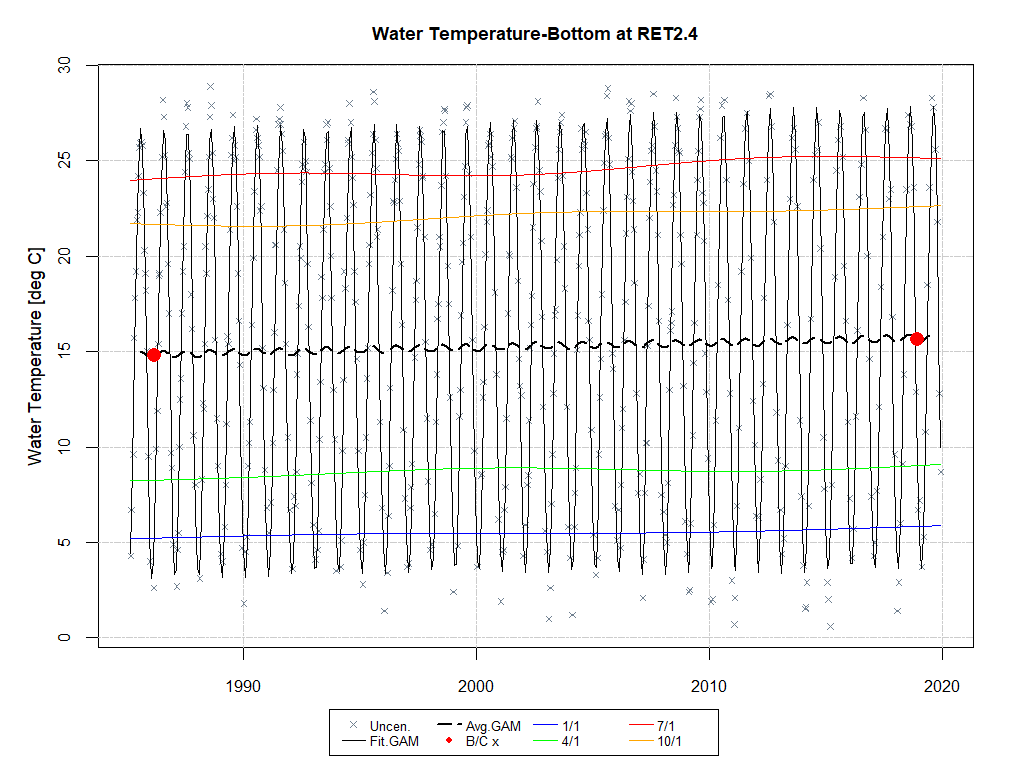 Water Temperature-Bottom at RET2.4
Water Temperature [deg C]
30
25
20
15
10
5
0
1990 2000 2010 2020
Uncen. Avg.GAM 1/1 7/1
Fit.GAM B/C x 4/1 10/1